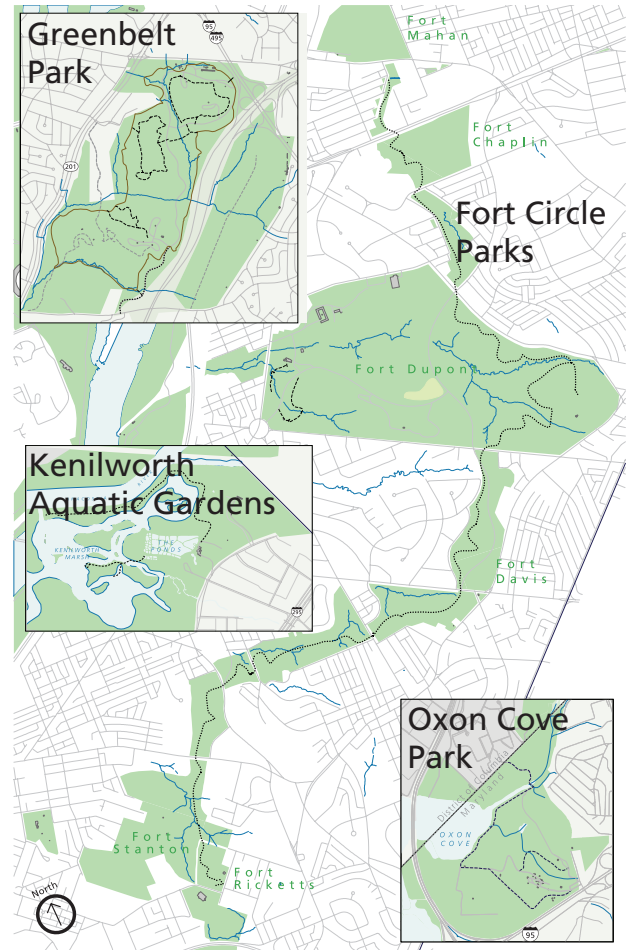 Greenbelt
Park
95
495
201
Fort
Mahan
Fort
Chaplin
Fort Circle
Parks
Fort Dupont
Kenilworth
Aquatic Gardens
KENILWORTH
MARSH
THE
PONDS
295
Fort
Davis
Oxon Cove
Park
District of Columbia
Maryland
OXON
COVE
95
Fort
Stanton
Fort
Ricketts
North